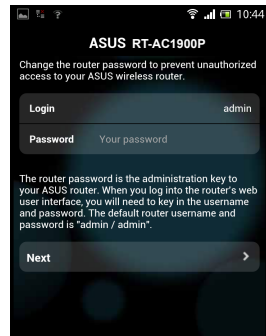 10:44
ASUS RT-AC1900P
Change the router password to prevent unauthorized
access to your ASUS wireless router.
Login admin
Password Your password
The router password is the administration key to
your ASUS router. When you log into the router's web
user interface, you will need to key in the username
and password. The default router username and
password is "admin / admin".
Next